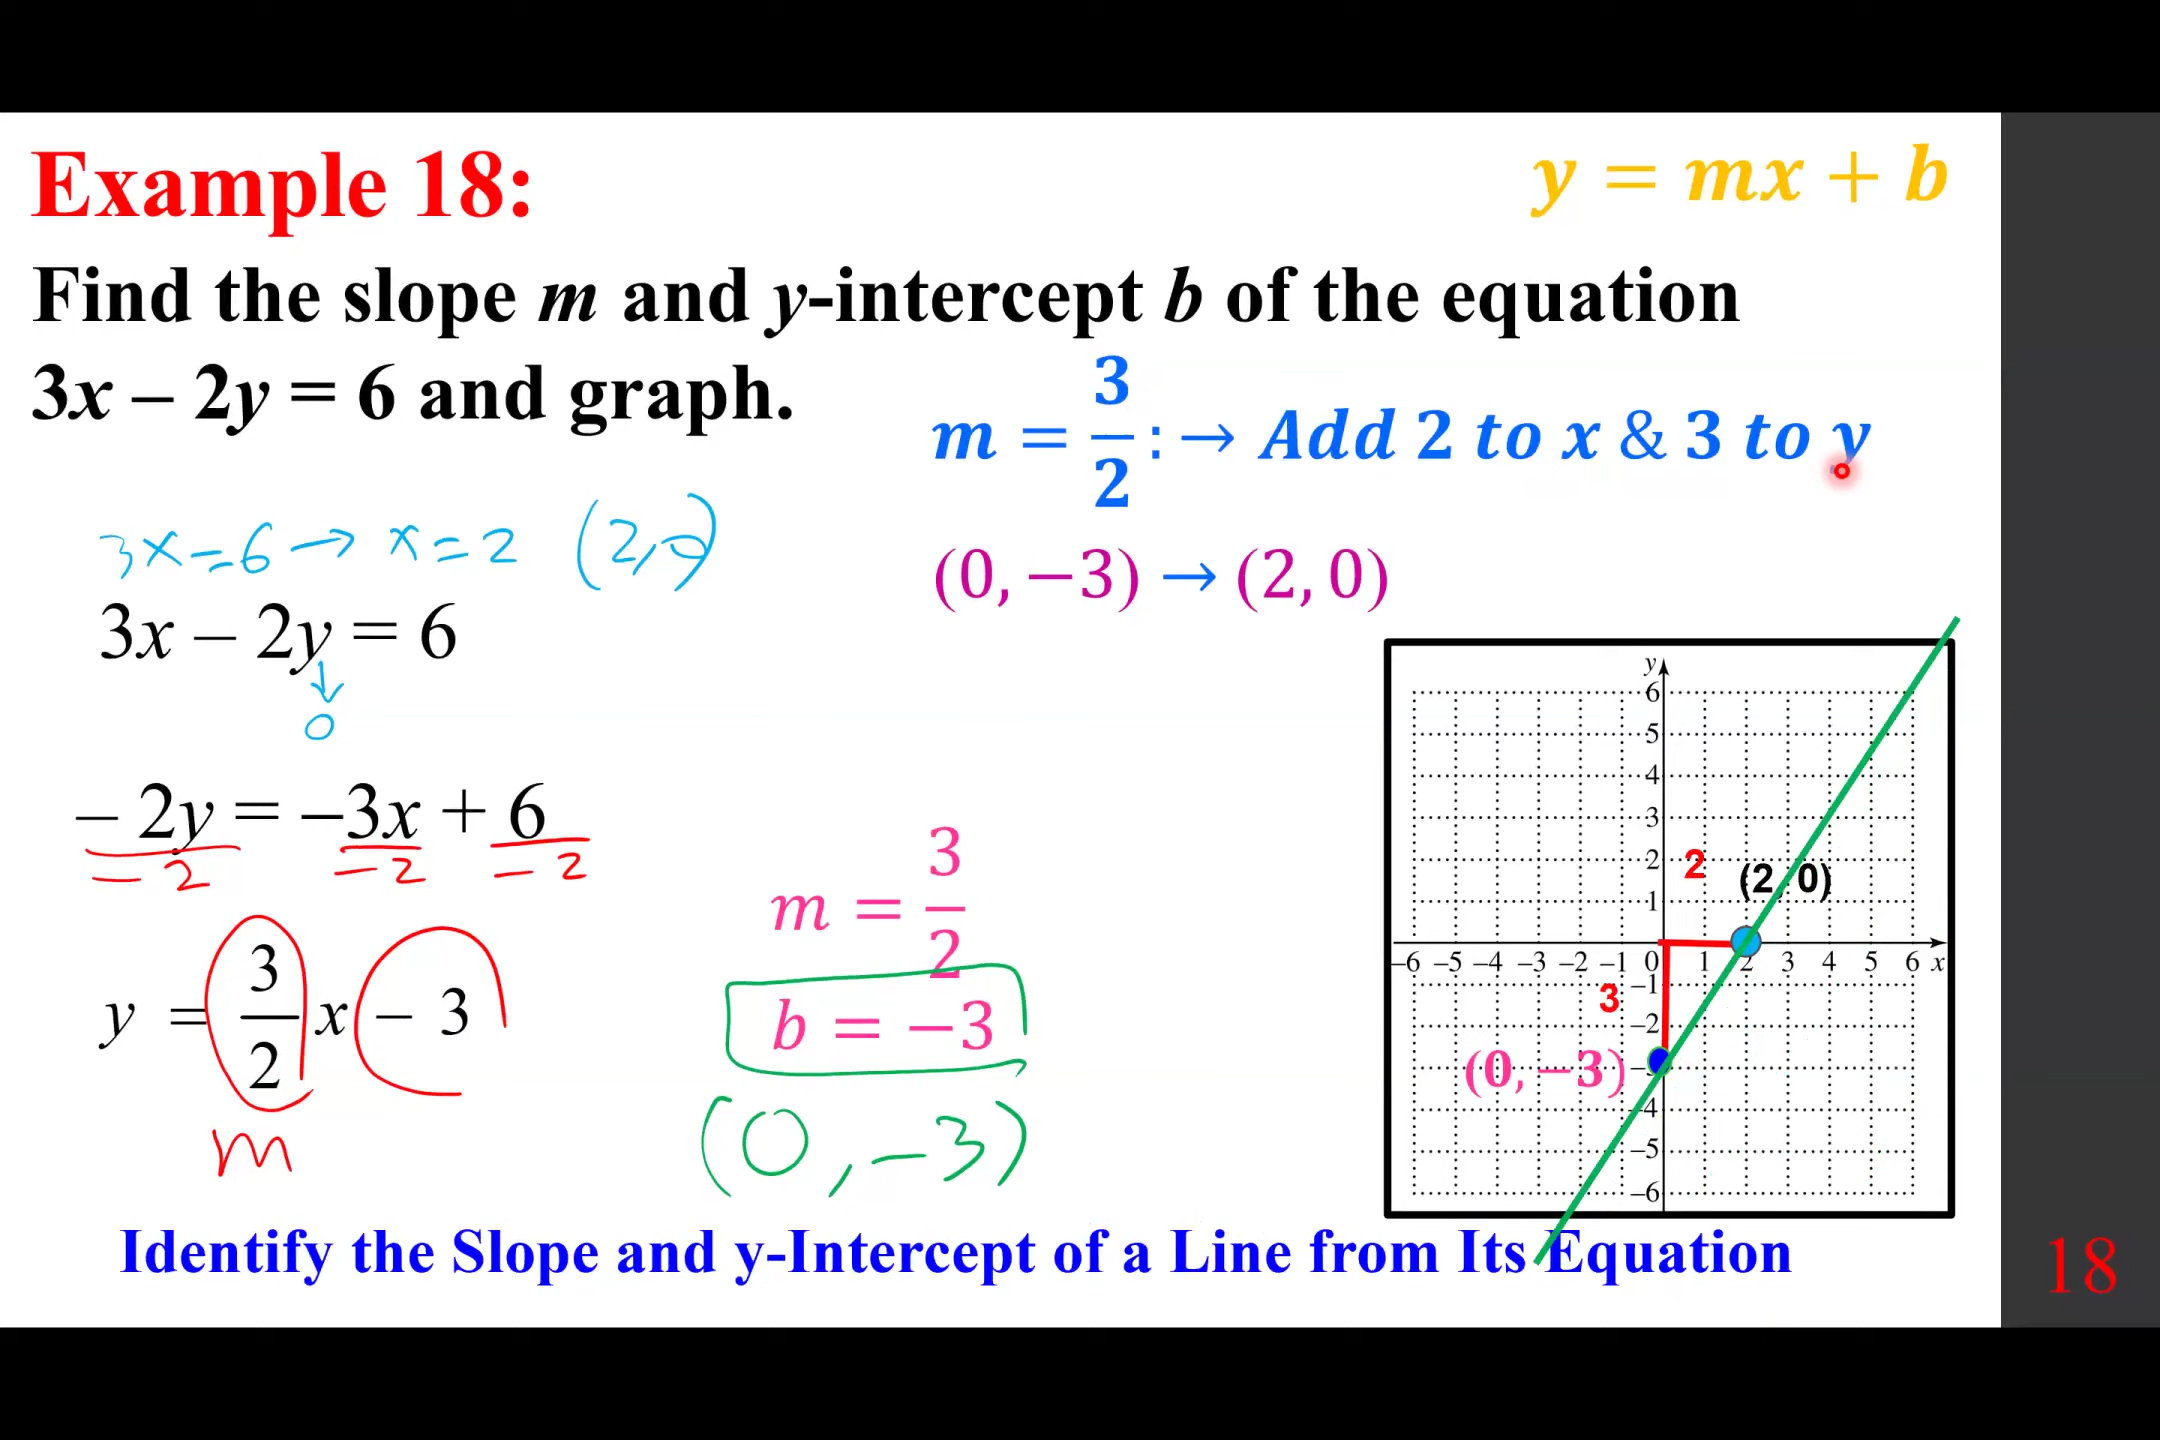 Example 18:
y = mx + b
Find the slope m and y-intercept b of the equation
3x – 2y = 6 and graph.
m = 3/2 : → Add 2 to x & 3 to y
3x = 6 → x = 2 (2, 0)
(0, −3) → (2, 0)
3x – 2y = 6
↓
0
– 2y = –3x + 6
–2 –2 –2
y = 3/2 x – 3
m
m = 3/2
b = −3
(0, –3)
y
6
5
4
3
2
1
–6 –5 –4 –3 –2 –1 0 1 2 3 4 5 6 x
–1
–2
–3
–4
–5
–6
2
(2, 0)
3
(0, −3)
Identify the Slope and y-Intercept of a Line from Its Equation
18